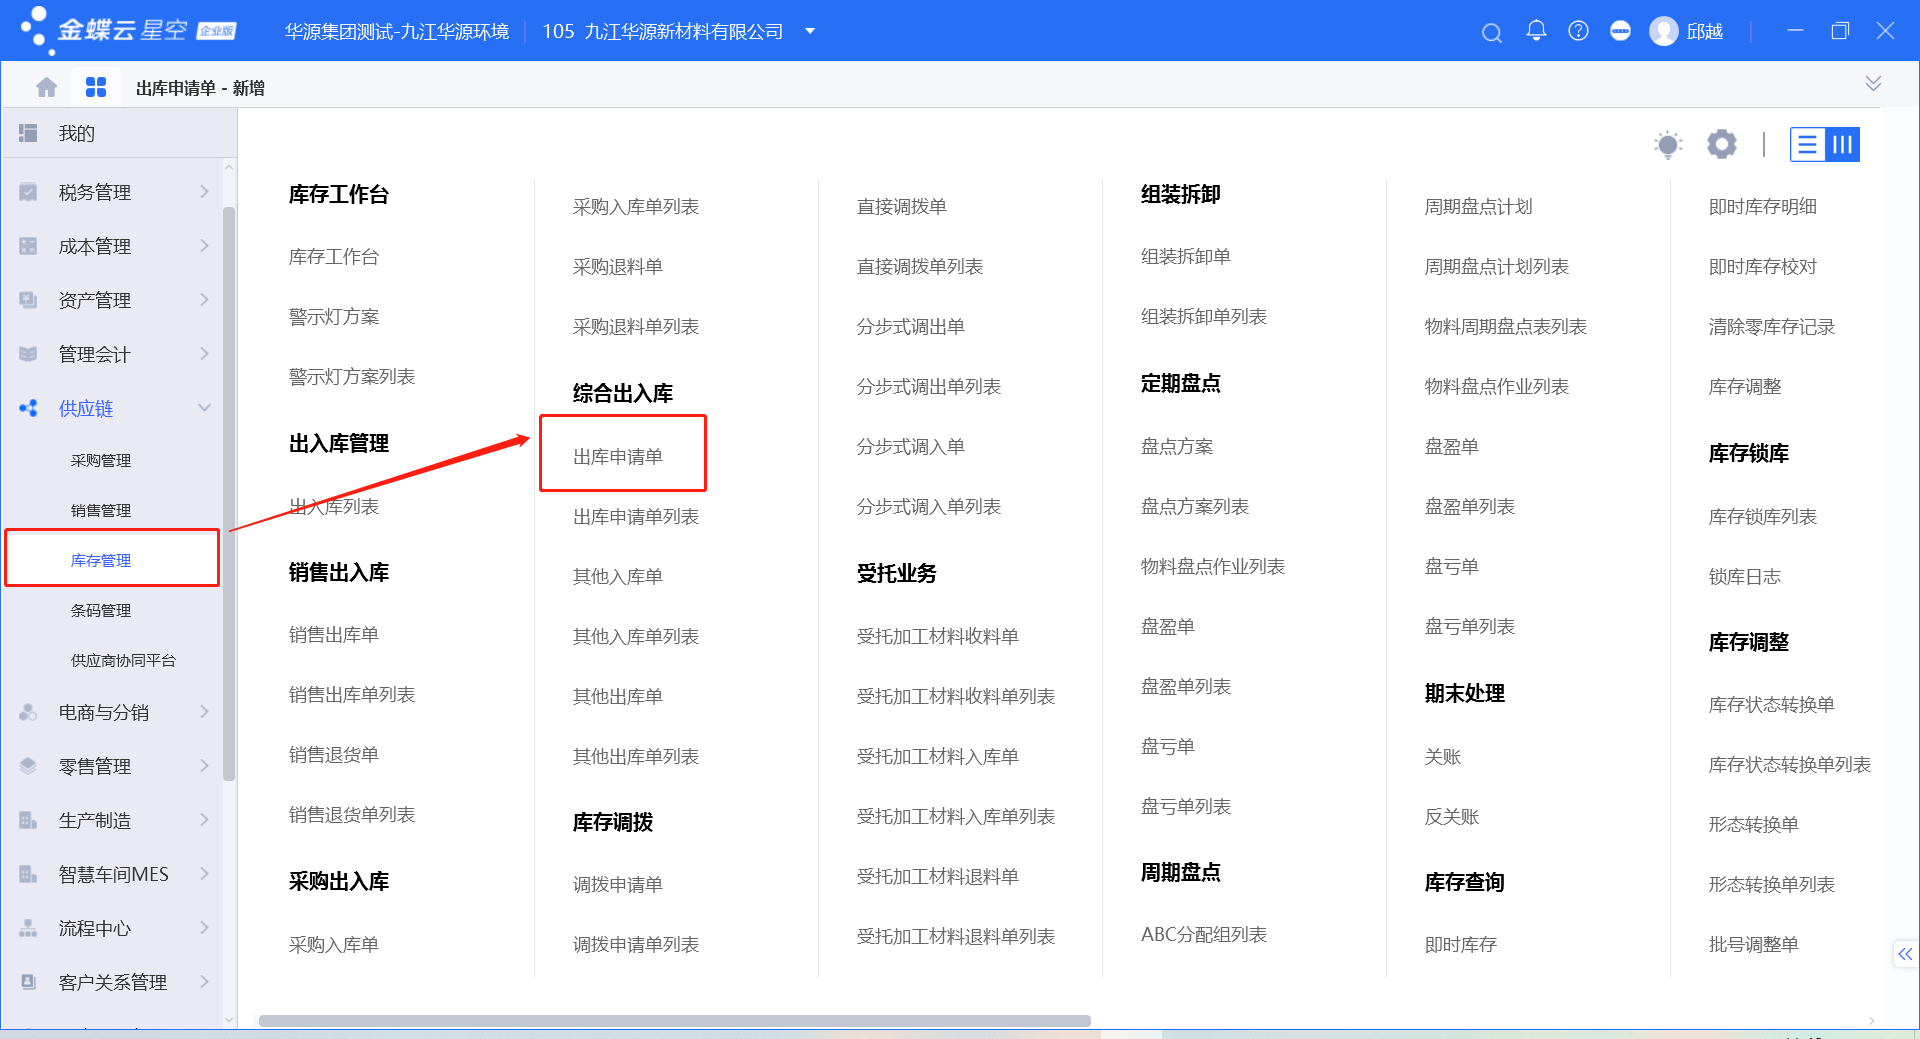 金蝶云 星空 企业版
华源集团测试-九江华源环境
105 九江华源新材料有限公司
邱越
出库申请单 - 新增
我的
税务管理
成本管理
资产管理
管理会计
供应链
采购管理
销售管理
库存管理
条码管理
供应商协同平台
电商与分销
零售管理
生产制造
智慧车间MES
流程中心
客户关系管理
库存工作台
库存工作台
警示灯方案
警示灯方案列表
出入库管理
出入库列表
销售出入库
销售出库单
销售出库单列表
销售退货单
销售退货单列表
采购出入库
采购入库单
采购入库单列表
采购退料单
采购退料单列表
综合出入库
出库申请单
出库申请单列表
其他入库单
其他入库单列表
其他出库单
其他出库单列表
库存调拨
调拨申请单
调拨申请单列表
直接调拨单
直接调拨单列表
分步式调出单
分步式调出单列表
分步式调入单
分步式调入单列表
受托业务
受托加工材料收料单
受托加工材料收料单列表
受托加工材料入库单
受托加工材料入库单列表
受托加工材料退料单
受托加工材料退料单列表
组装拆卸
组装拆卸单
组装拆卸单列表
定期盘点
盘点方案
盘点方案列表
物料盘点作业列表
盘盈单
盘盈单列表
盘亏单
盘亏单列表
周期盘点
ABC分配组列表
周期盘点计划
周期盘点计划列表
物料周期盘点表列表
物料盘点作业列表
盘盈单
盘盈单列表
盘亏单
盘亏单列表
期末处理
关账
反关账
库存查询
即时库存
即时库存明细
即时库存校对
清除零库存记录
库存调整
库存锁库
库存锁库列表
锁库日志
库存调整
库存状态转换单
库存状态转换单列表
形态转换单
形态转换单列表
批号调整单